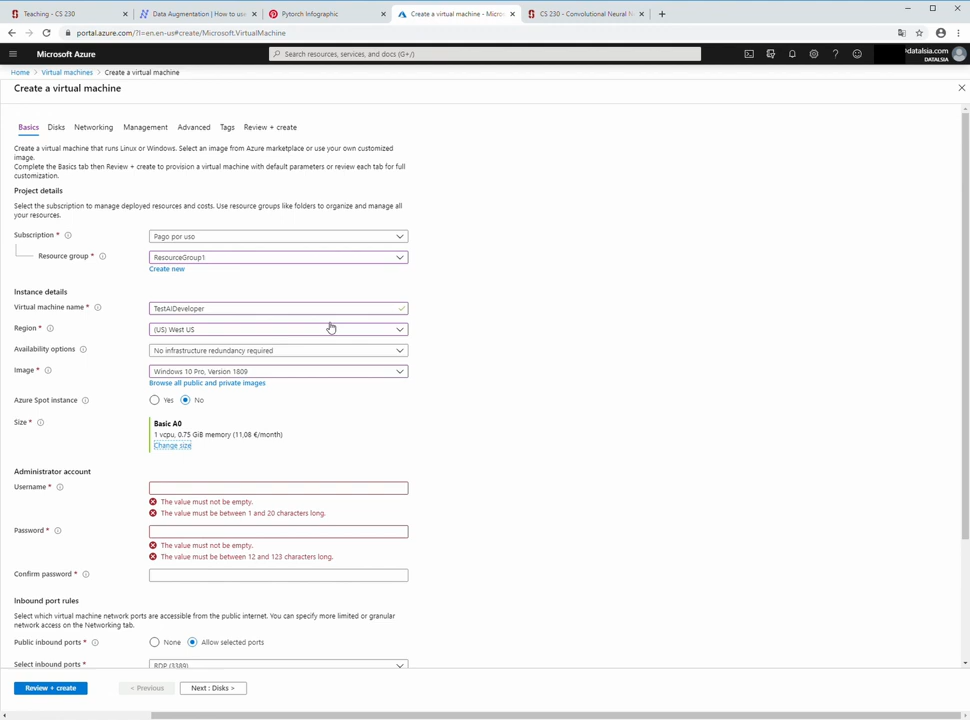 Teaching - CS 230
Data Augmentation | How to use
Pytorch Infographic
Create a virtual machine - Micros
CS 230 - Convolutional Neural N
portal.azure.com/?l=en.en-us#create/Microsoft.VirtualMachine
Microsoft Azure
Search resources, services, and docs (G+/)
@datalsia.com
DATALSIA
Home > Virtual machines > Create a virtual machine
Create a virtual machine
Basics Disks Networking Management Advanced Tags Review + create
Create a virtual machine that runs Linux or Windows. Select an image from Azure marketplace or use your own customized
image.
Complete the Basics tab then Review + create to provision a virtual machine with default parameters or review each tab for full
customization.
Project details
Select the subscription to manage deployed resources and costs. Use resource groups like folders to organize and manage all
your resources.
Subscription *
Pago por uso
Resource group *
ResourceGroup1
Create new
Instance details
Virtual machine name *
TestAIDeveloper
Region *
(US) West US
Availability options
No infrastructure redundancy required
Image *
Windows 10 Pro, Version 1809
Browse all public and private images
Azure Spot instance
Yes No
Size *
Basic A0
1 vcpu, 0.75 GiB memory (11,08 €/month)
Change size
Administrator account
Username *
The value must not be empty.
The value must be between 1 and 20 characters long.
Password *
The value must not be empty.
The value must be between 12 and 123 characters long.
Confirm password *
Inbound port rules
Select which virtual machine network ports are accessible from the public internet. You can specify more limited or granular
network access on the Networking tab.
Public inbound ports *
None Allow selected ports
Select inbound ports *
RDP (3389)
Review + create
< Previous
Next : Disks >